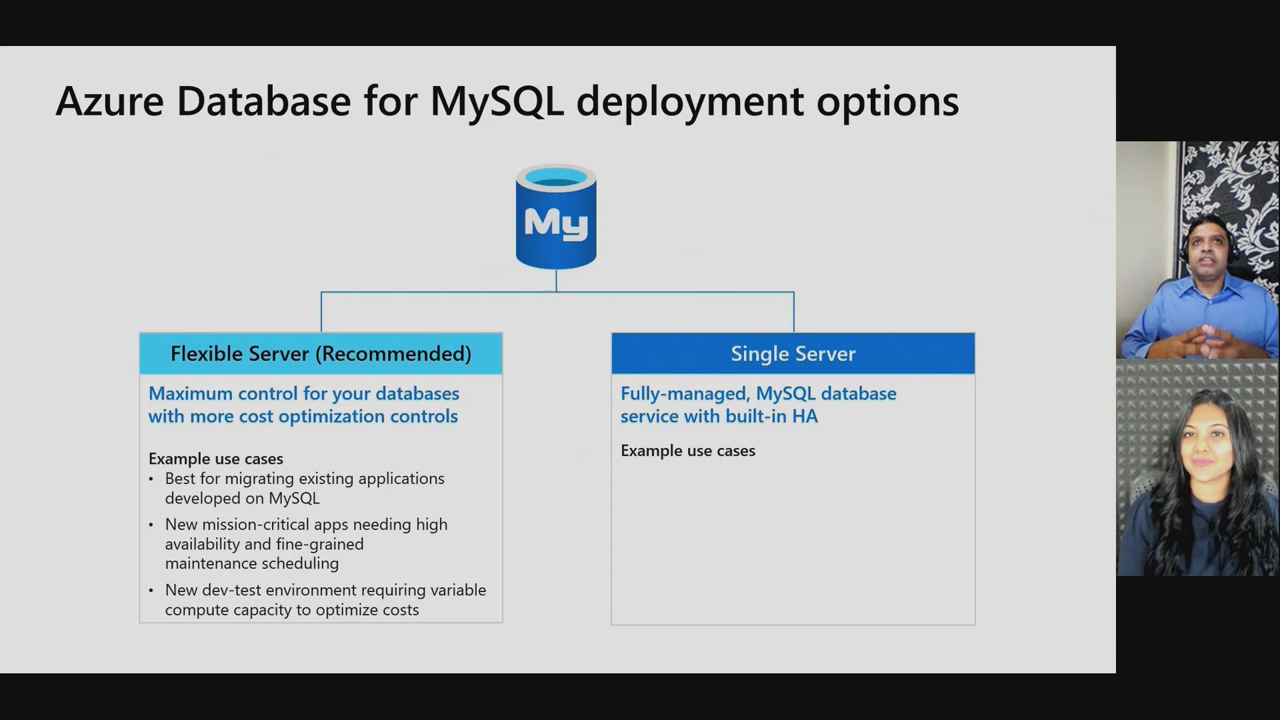 Azure Database for MySQL deployment options
My
Flexible Server (Recommended)
Maximum control for your databases
with more cost optimization controls
Example use cases
• Best for migrating existing applications
developed on MySQL
• New mission-critical apps needing high
availability and fine-grained
maintenance scheduling
• New dev-test environment requiring variable
compute capacity to optimize costs
Single Server
Fully-managed, MySQL database
service with built-in HA
Example use cases